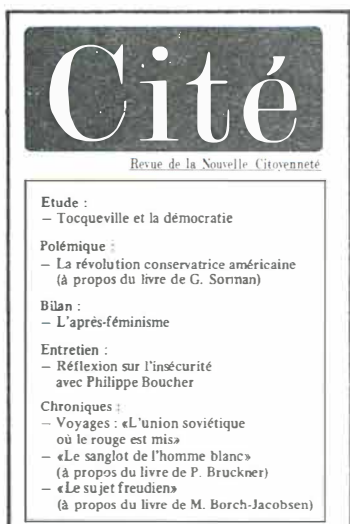 Cité
Revue de la Nouvelle Citoyenneté
Etude :
— Tocqueville et la démocratie
Polémique :
— La révolution conservatrice américaine
(à propos du livre de G. Sorman)
Bilan :
— L'après-féminisme
Entretien :
— Réflexion sur l'insécurité
avec Philippe Boucher
Chroniques :
— Voyages : «L'union soviétique
où le rouge est mis»
— «Le sanglot de l'homme blanc»
(à propos du livre de P. Bruckner)
— «Le sujet freudien»
(à propos du livre de M. Borch-Jacobsen)